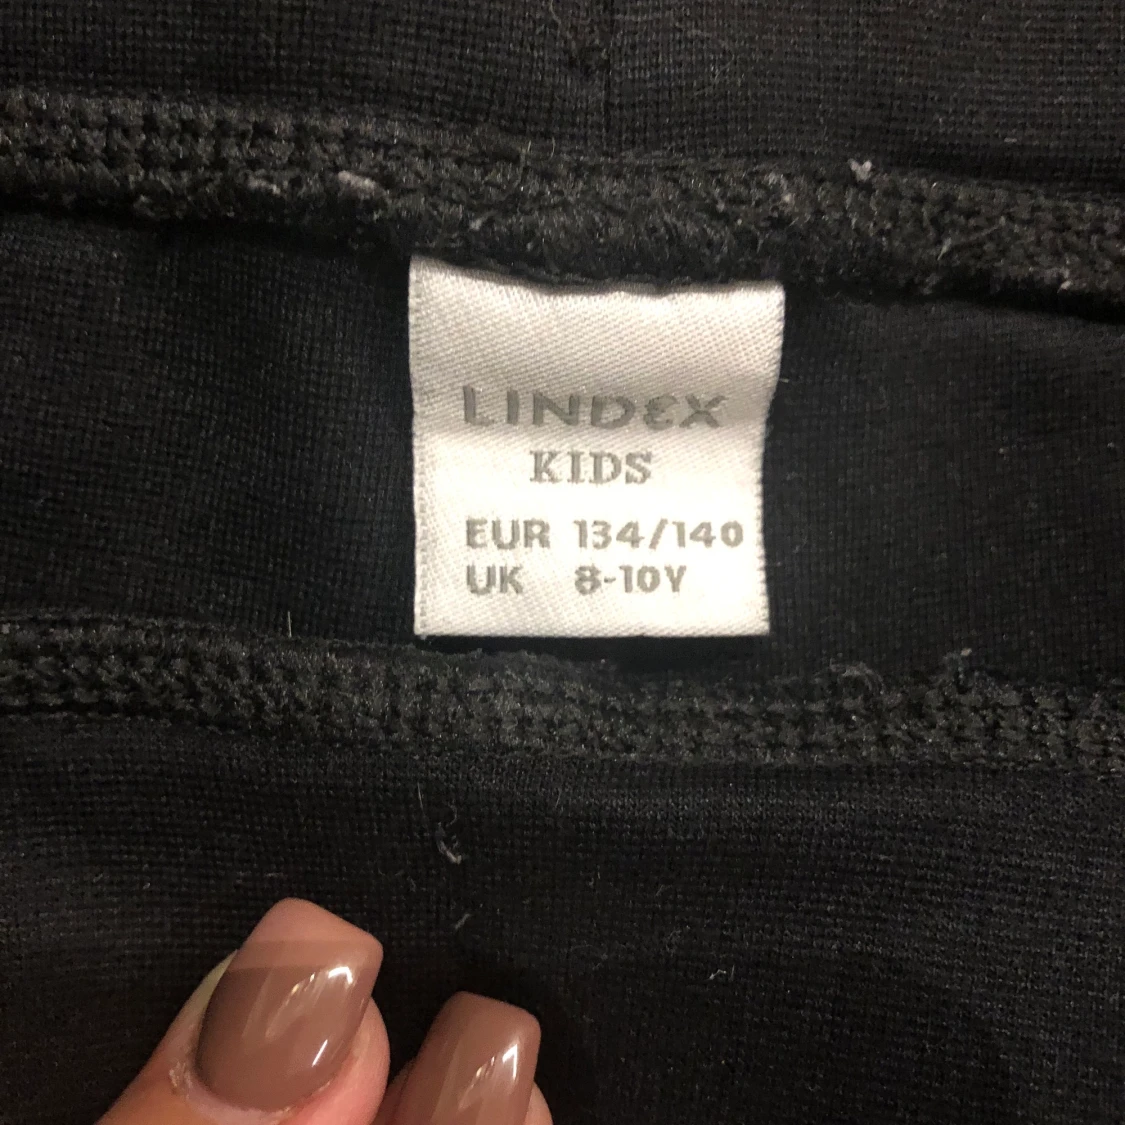 LINDEX
KIDS
EUR 134/140
UK 8-10Y